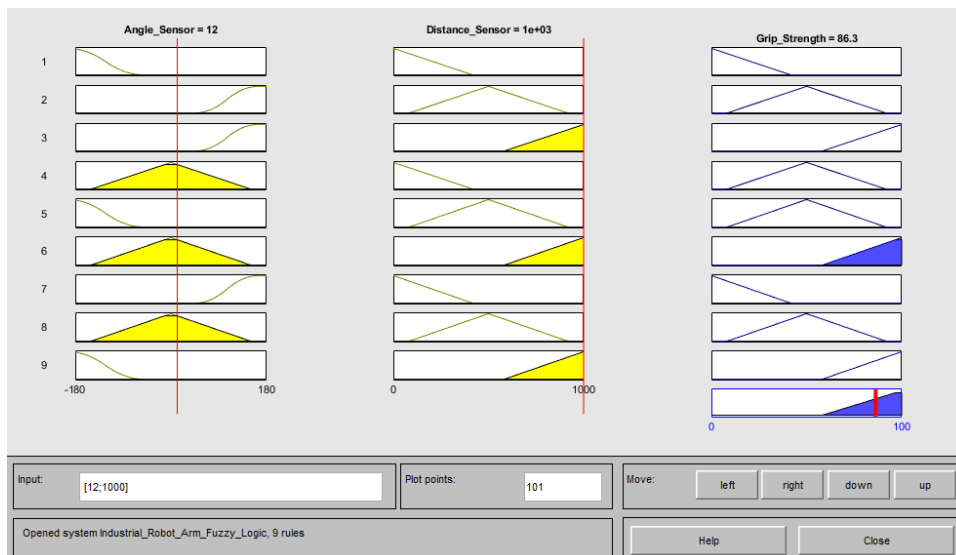 Angle_Sensor = 12
Distance_Sensor = 1e+03
Grip_Strength = 86.3
1
2
3
4
5
6
7
8
9
-180
180
0
1000
0
100
Input:
[12;1000]
Plot points:
101
Move:
left
right
down
up
Opened system Industrial_Robot_Arm_Fuzzy_Logic, 9 rules
Help
Close